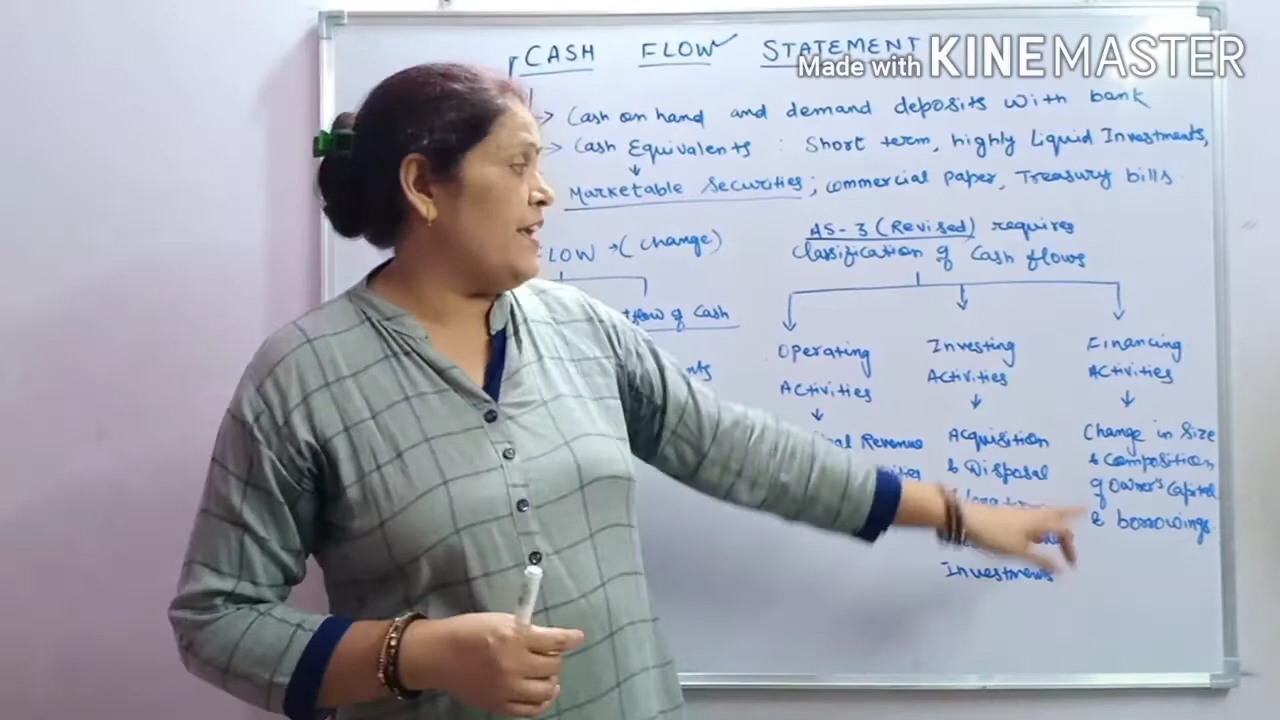 CASH FLOW STATEMENT
Made with KINEMASTER
→ Cash on hand and demand deposits with bank
→ Cash Equivalents : Short term, highly Liquid Investments,
Marketable Securities; commercial paper, Treasury bills
LOW → (change)
of Cash
AS-3 (Revised) requires
Classification of Cash flows
Operating
Activities
Revenue
Investing
Activities
Acquisition
& Disposal
Investments
Financing
Activities
Change in Size
& Composition
of Owner's Capital
& borrowings